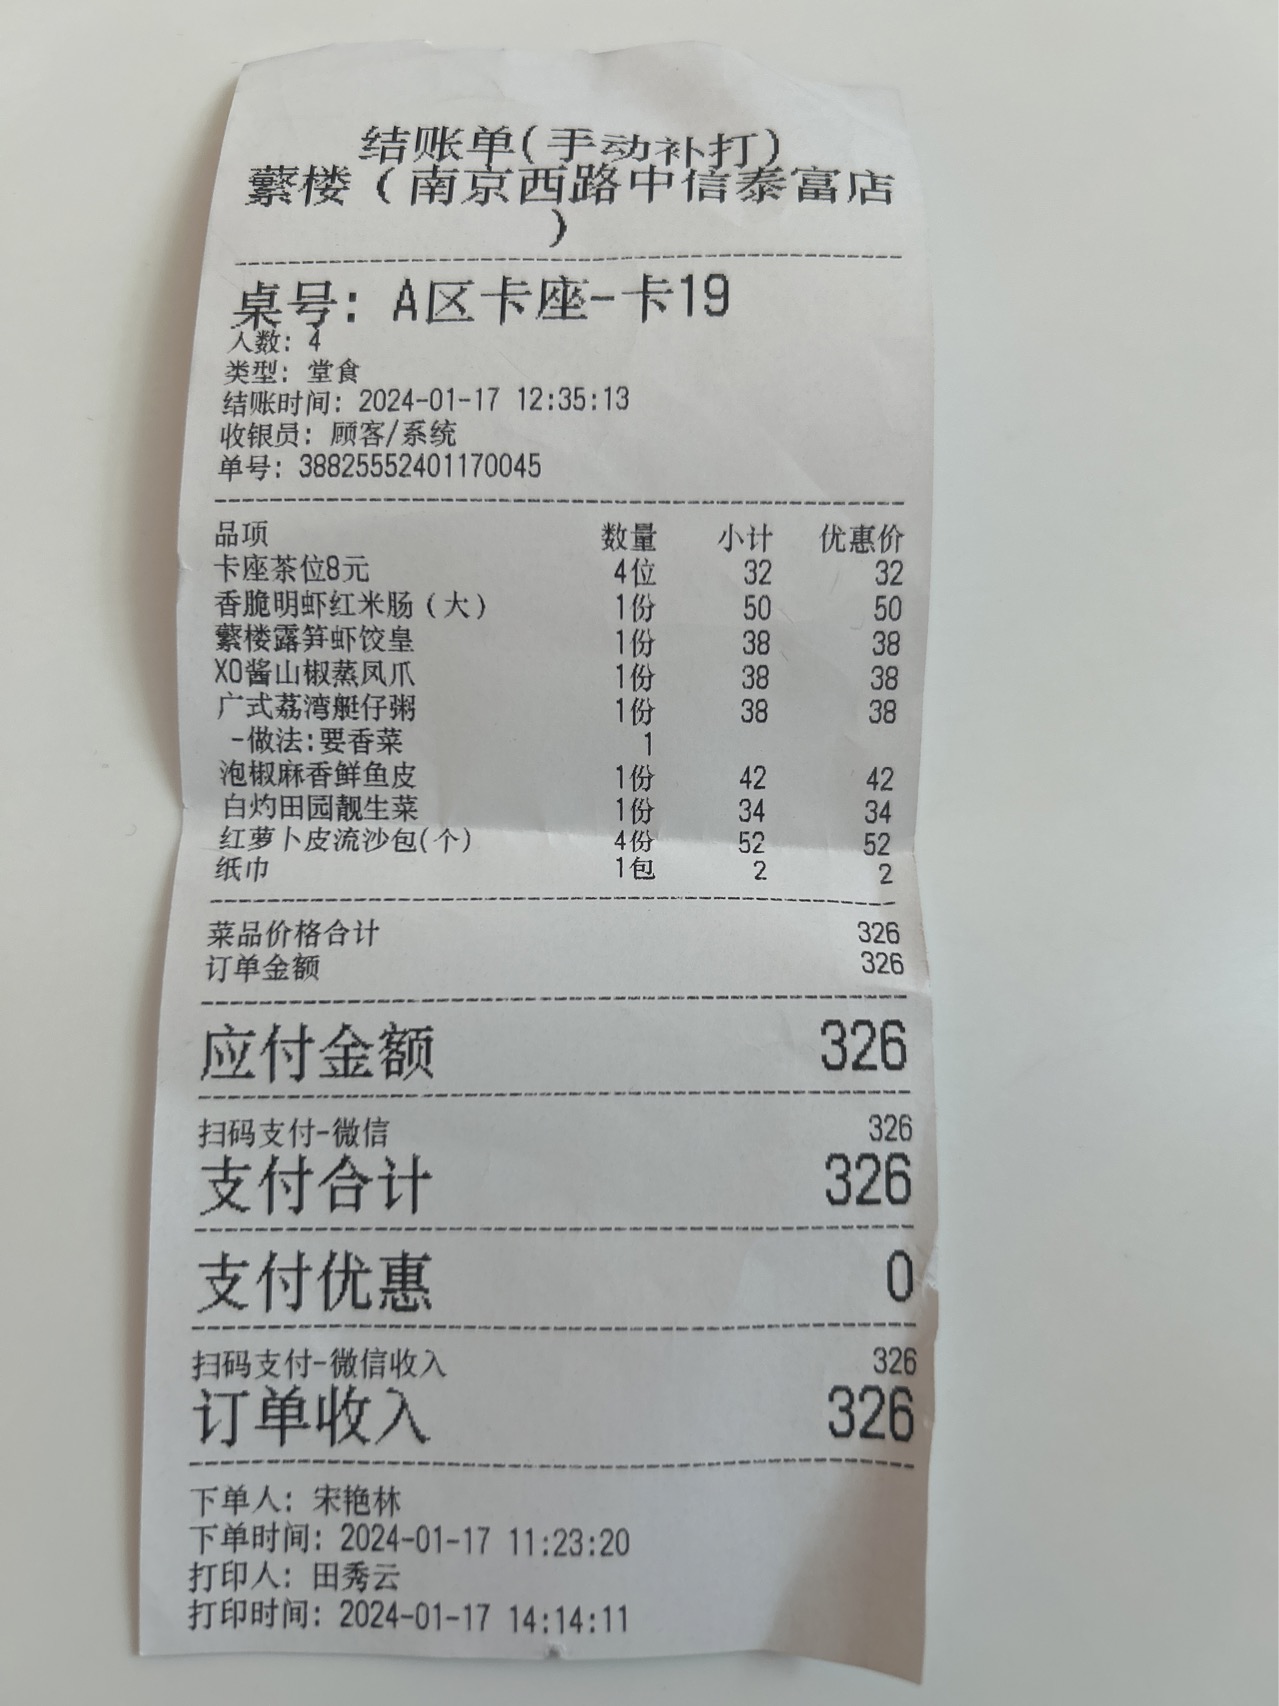 结账单(手动补打)
蘩楼（南京西路中信泰富店
）
桌号: A区卡座-卡19
人数: 4
类型: 堂食
结账时间: 2024-01-17 12:35:13
收银员: 顾客/系统
单号: 38825552401170045
品项 数量 小计 优惠价
卡座茶位8元 4位 32 32
香脆明虾红米肠（大） 1份 50 50
蘩楼露笋虾饺皇 1份 38 38
XO酱山椒蒸凤爪 1份 38 38
广式荔湾艇仔粥 1份 38 38
-做法:要香菜 1
泡椒麻香鲜鱼皮 1份 42 42
白灼田园靓生菜 1份 34 34
红萝卜皮流沙包(个) 4份 52 52
纸巾 1包 2 2
菜品价格合计 326
订单金额 326
应付金额 326
扫码支付-微信 326
支付合计 326
支付优惠 0
扫码支付-微信收入 326
订单收入 326
下单人: 宋艳林
下单时间: 2024-01-17 11:23:20
打印人: 田秀云
打印时间: 2024-01-17 14:14:11